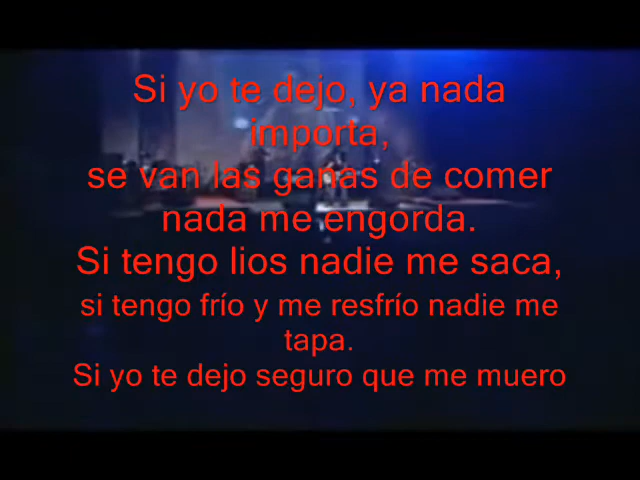 Si yo te dejo, ya nada
importa,
se van las ganas de comer
nada me engorda.
Si tengo lios nadie me saca,
si tengo frío y me resfrío nadie me
tapa.
Si yo te dejo seguro que me muero